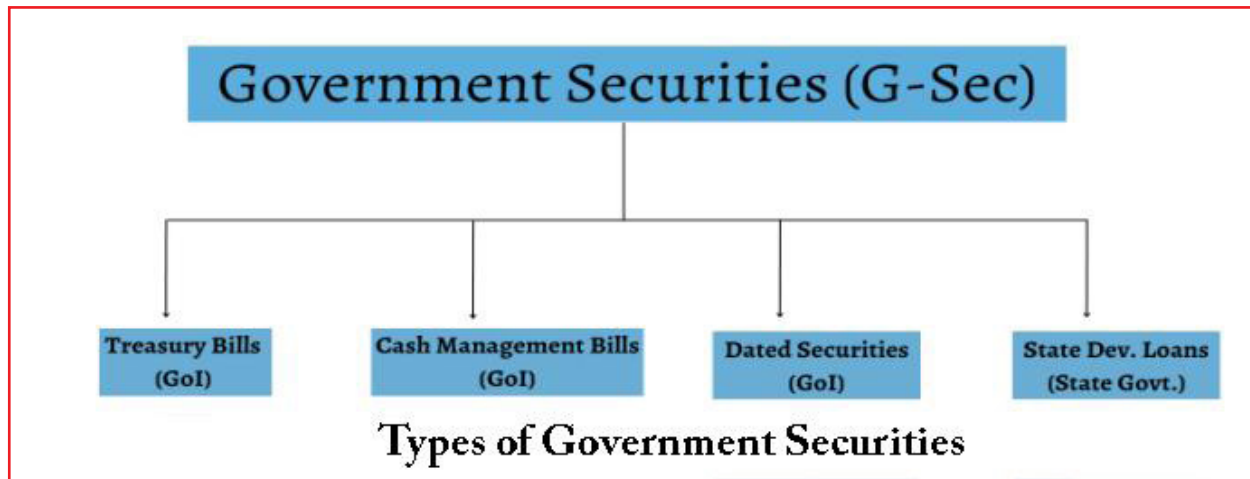 Government Securities (G-Sec)
Treasury Bills
(GoI)
Cash Management Bills
(GoI)
Dated Securities
(GoI)
State Dev. Loans
(State Govt.)
Types of Government Securities